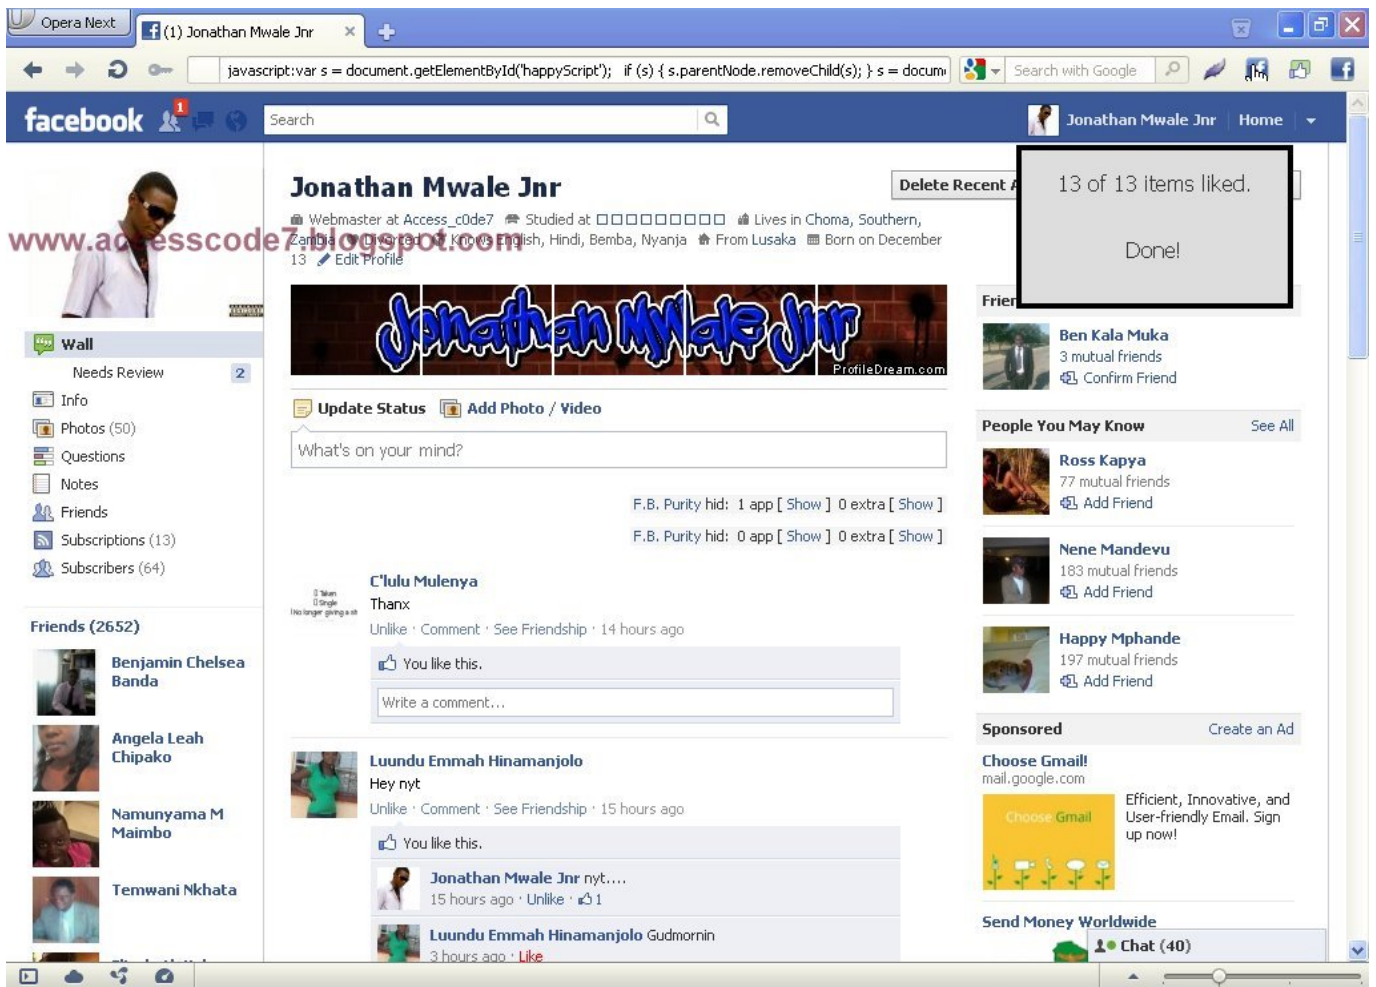 Opera Next
(1) Jonathan Mwale Jnr
javascript:var s = document.getElementById('happyScript'); if (s) { s.parentNode.removeChild(s); } s = docum
Search with Google
facebook
1
Search
Jonathan Mwale Jnr
Home
Jonathan Mwale Jnr
Delete Recent A
13 of 13 items liked.
Done!
Webmaster at Access_c0de7 Studied at □□□□□□□□□ Lives in Choma, Southern,
Zambia Divorced Knows English, Hindi, Bemba, Nyanja From Lusaka Born on December
13 Edit Profile
www.accesscode7.blogspot.com
Jonathan Mwale Jnr
ProfileDream.com
Wall
Needs Review 2
Info
Photos (50)
Questions
Notes
Friends
Subscriptions (13)
Subscribers (64)
Friends (2652)
Benjamin Chelsea
Banda
Angela Leah
Chipako
Namunyama M
Maimbo
Temwani Nkhata
Update Status Add Photo / Video
What's on your mind?
F.B. Purity hid: 1 app [ Show ] 0 extra [ Show ]
F.B. Purity hid: 0 app [ Show ] 0 extra [ Show ]
C'lulu Mulenya
Thanx
Unlike · Comment · See Friendship · 14 hours ago
You like this.
Write a comment...
Luundu Emmah Hinamanjolo
Hey nyt
Unlike · Comment · See Friendship · 15 hours ago
You like this.
Jonathan Mwale Jnr nyt....
15 hours ago · Unlike · 1
Luundu Emmah Hinamanjolo Gudmornin
3 hours ago · Like
Frien
Ben Kala Muka
3 mutual friends
Confirm Friend
People You May Know See All
Ross Kapya
77 mutual friends
Add Friend
Nene Mandevu
183 mutual friends
Add Friend
Happy Mphande
197 mutual friends
Add Friend
Sponsored Create an Ad
Choose Gmail!
mail.google.com
Choose Gmail
Efficient, Innovative, and
User-friendly Email. Sign
up now!
Send Money Worldwide
Chat (40)